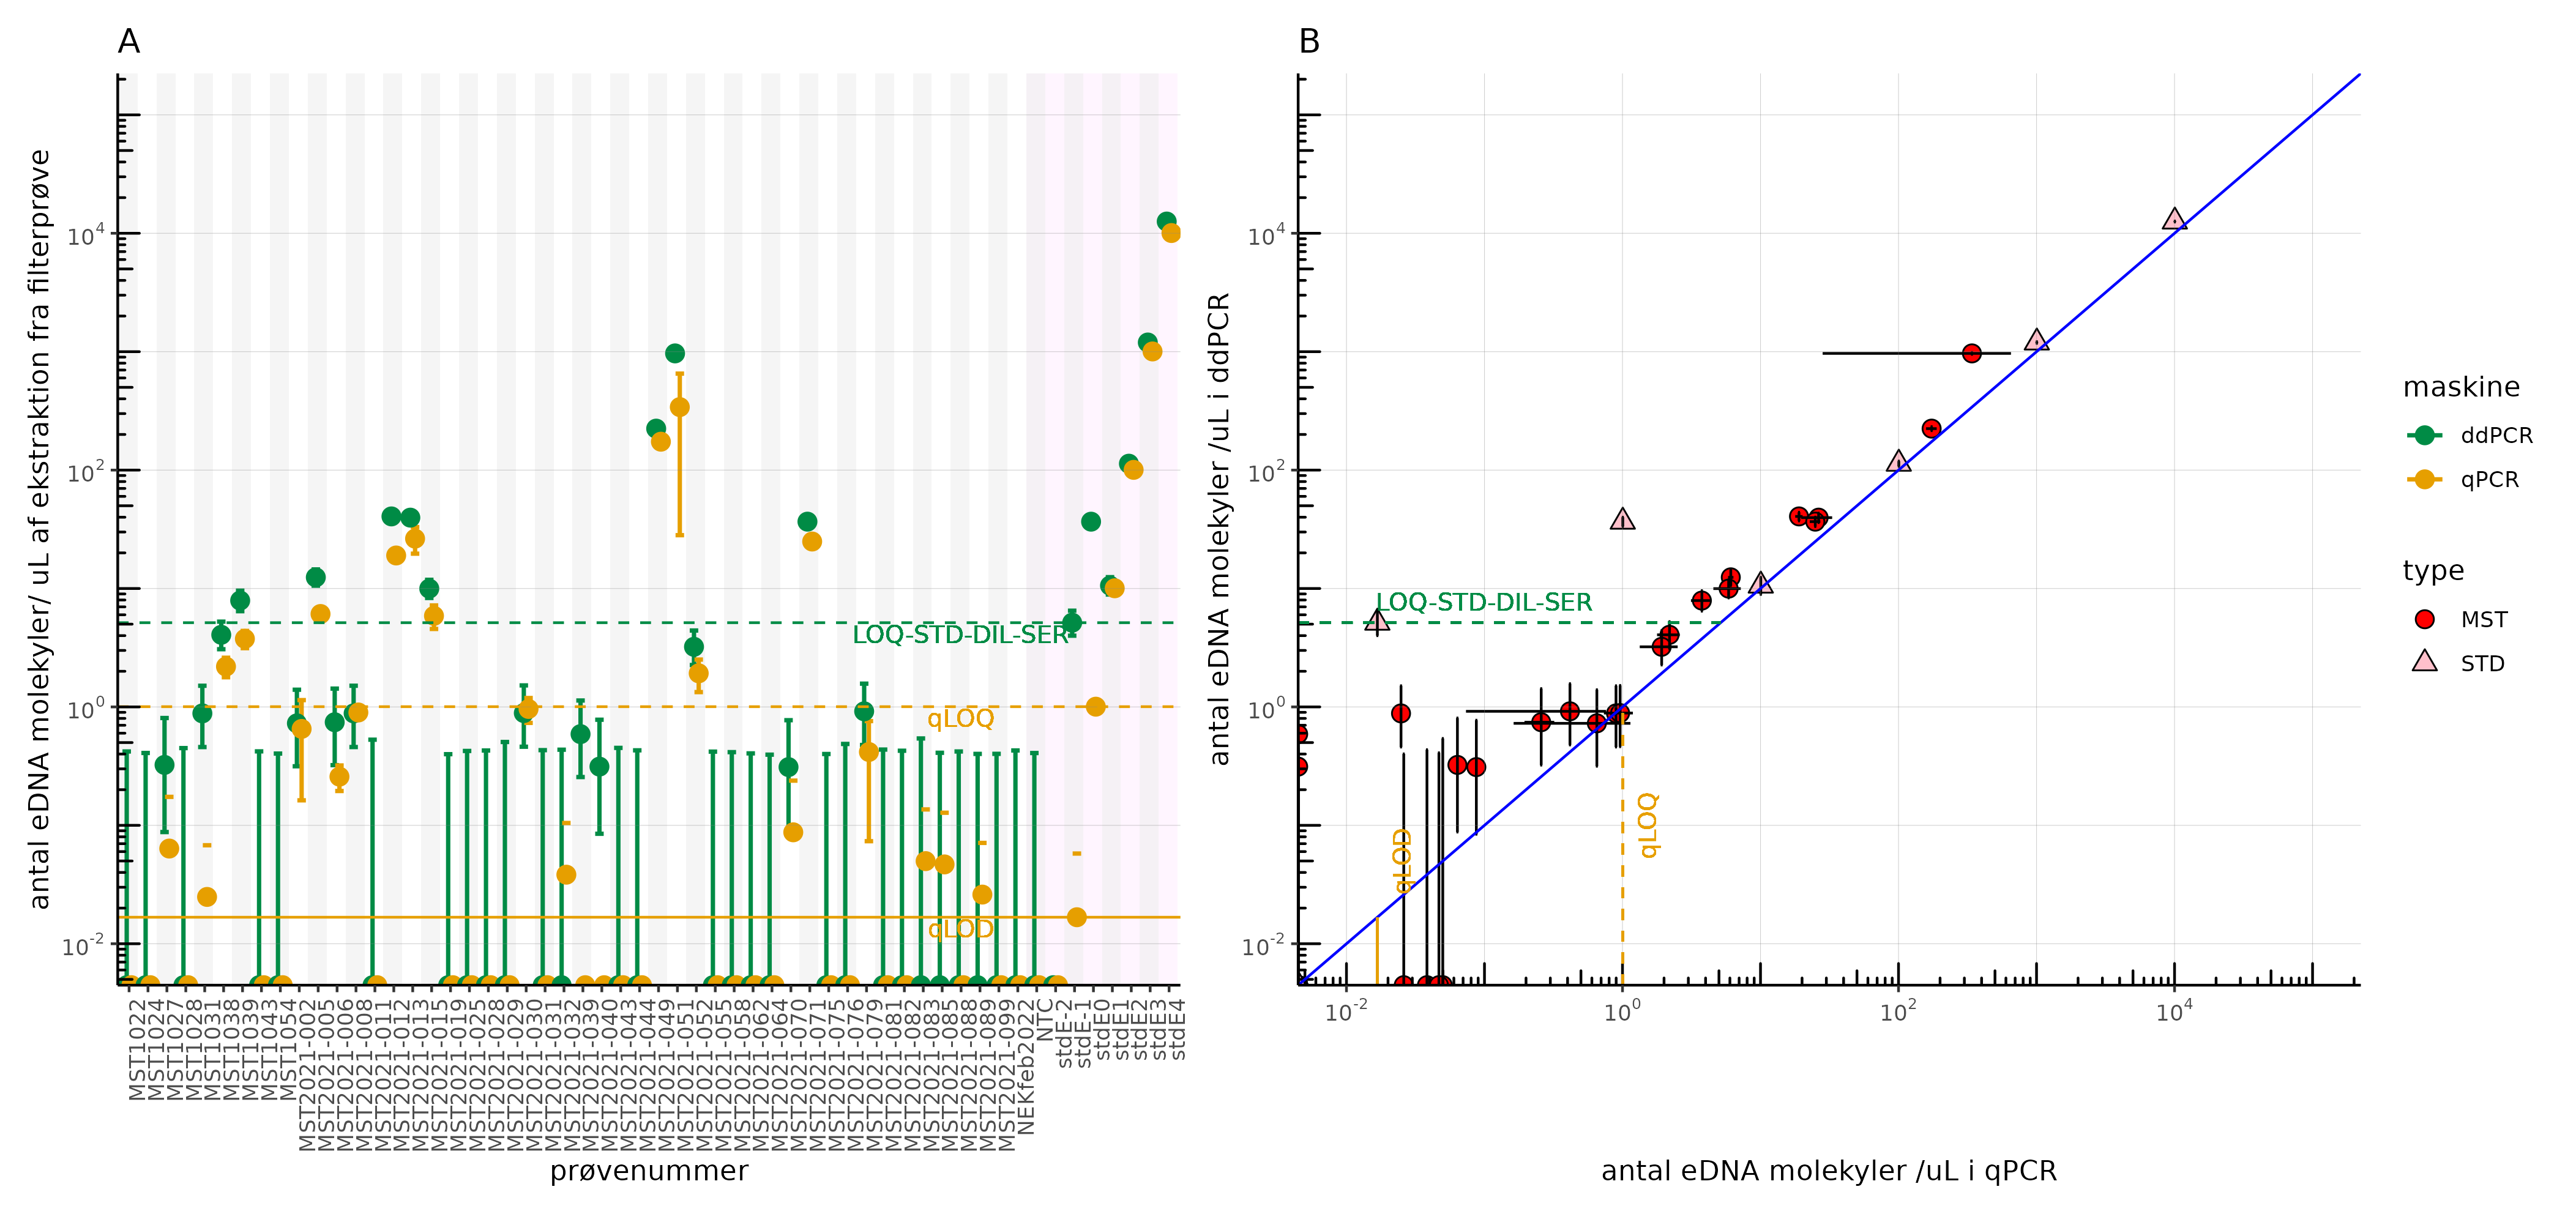 A
antal eDNA molekyler/ uL af ekstraktion fra filterprøve
10^4
10^2
10^0
10^-2
LOQ-STD-DIL-SER
qLOQ
qLOD
MST1022
MST1024
MST1027
MST1028
MST1031
MST1038
MST1039
MST1043
MST1054
MST2021-002
MST2021-005
MST2021-006
MST2021-008
MST2021-011
MST2021-012
MST2021-013
MST2021-015
MST2021-019
MST2021-025
MST2021-028
MST2021-029
MST2021-030
MST2021-031
MST2021-032
MST2021-039
MST2021-040
MST2021-043
MST2021-044
MST2021-049
MST2021-051
MST2021-052
MST2021-055
MST2021-058
MST2021-062
MST2021-064
MST2021-070
MST2021-071
MST2021-075
MST2021-076
MST2021-079
MST2021-081
MST2021-082
MST2021-083
MST2021-085
MST2021-088
MST2021-089
MST2021-099
NEKfeb2022
NTC
stdE-2
stdE-1
stdE0
stdE1
stdE2
stdE3
stdE4
prøvenummer
B
antal eDNA molekyler /uL i ddPCR
10^4
10^2
10^0
10^-2
LOQ-STD-DIL-SER
qLOD
qLOQ
10^-2
10^0
10^2
10^4
antal eDNA molekyler /uL i qPCR
maskine
ddPCR
qPCR
type
MST
STD